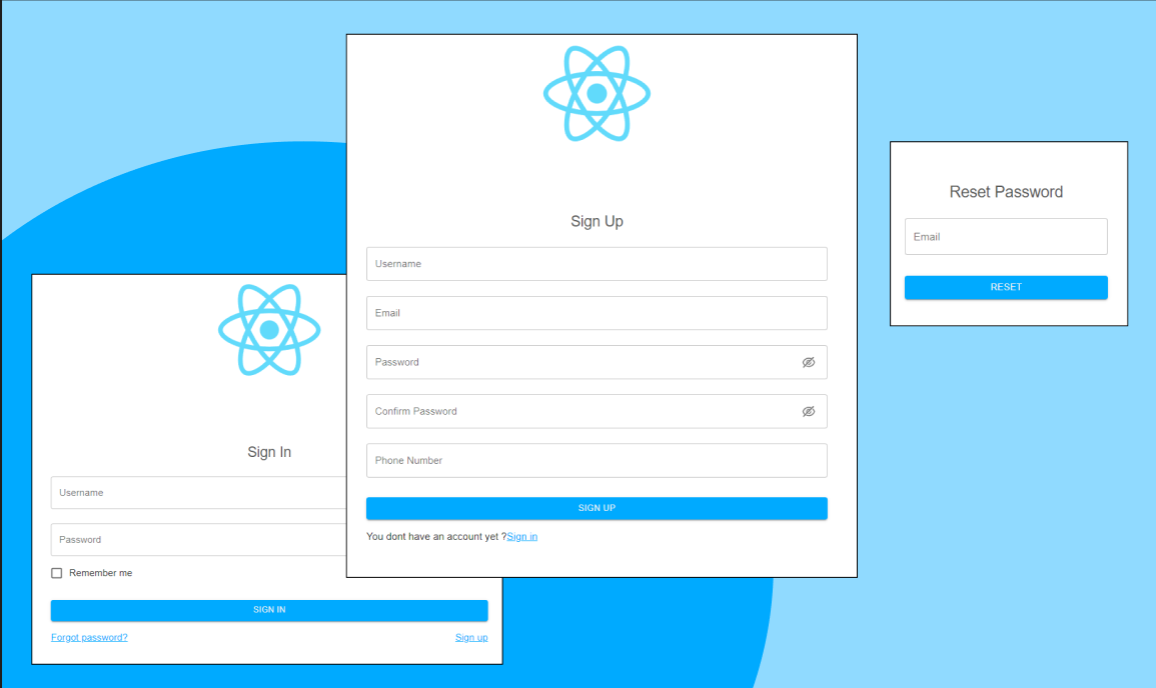 Sign Up
Username
Email
Password
Confirm Password
Phone Number
SIGN UP
You dont have an account yet ?Sign in
Sign In
Username
Password
Remember me
SIGN IN
Forgot password? Sign up
Reset Password
Email
RESET